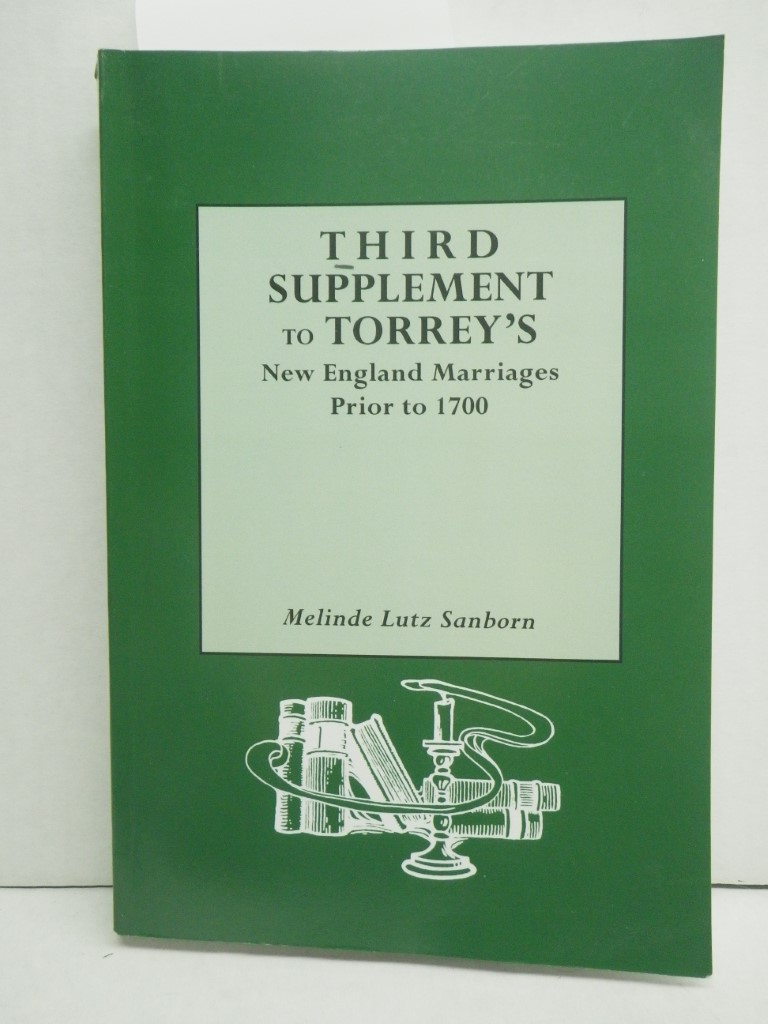 THIRD
SUPPLEMENT
TO TORREY'S
New England Marriages
Prior to 1700
Melinde Lutz Sanborn